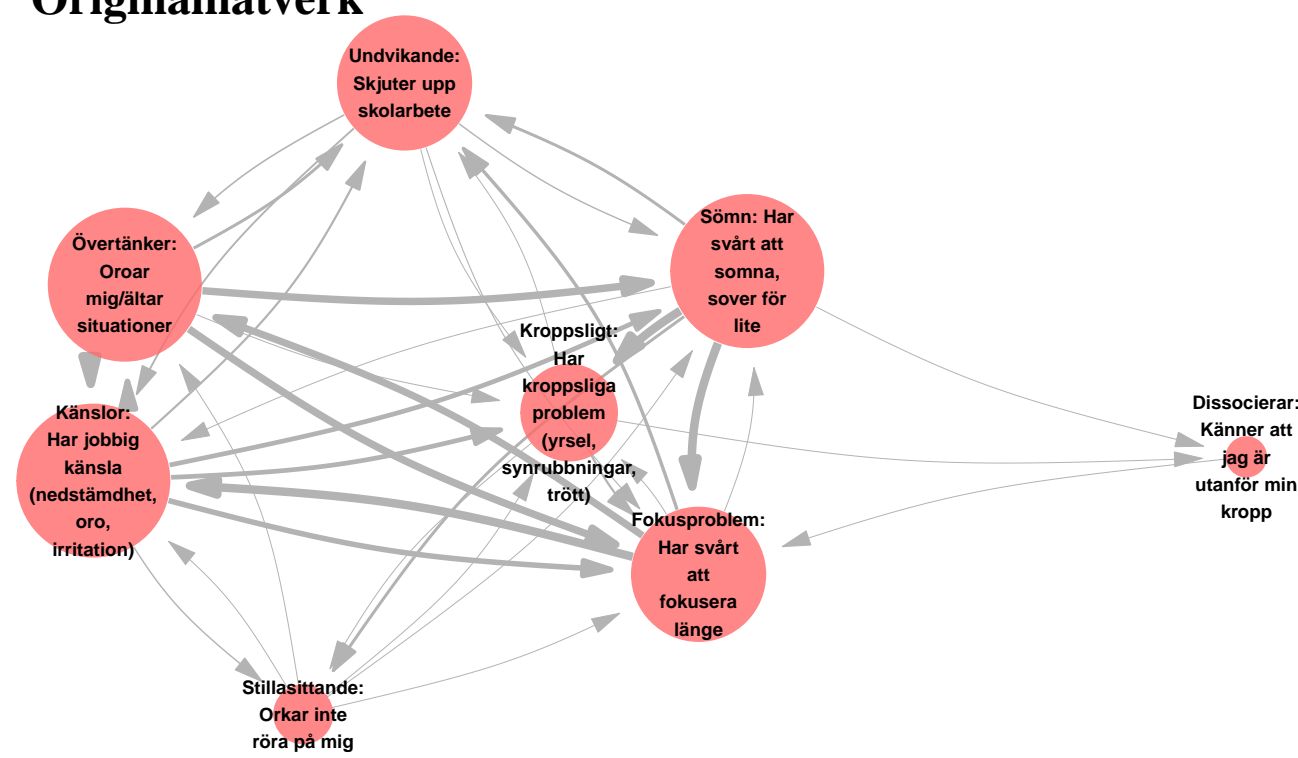 Originalnätverk
Undvikande:
Skjuter upp
skolarbete
Övertänker:
Oroar
mig/ältar
situationer
Sömn: Har
svårt att
somna,
sover för
lite
Kroppsligt:
Har
kroppsliga
problem
(yrsel,
synrubbningar,
trött)
Känslor:
Har jobbig
känsla
(nedstämdhet,
oro,
irritation)
Dissocierar:
Känner att
jag är
utanför min
kropp
Fokusproblem:
Har svårt
att
fokusera
länge
Stillasittande:
Orkar inte
röra på mig